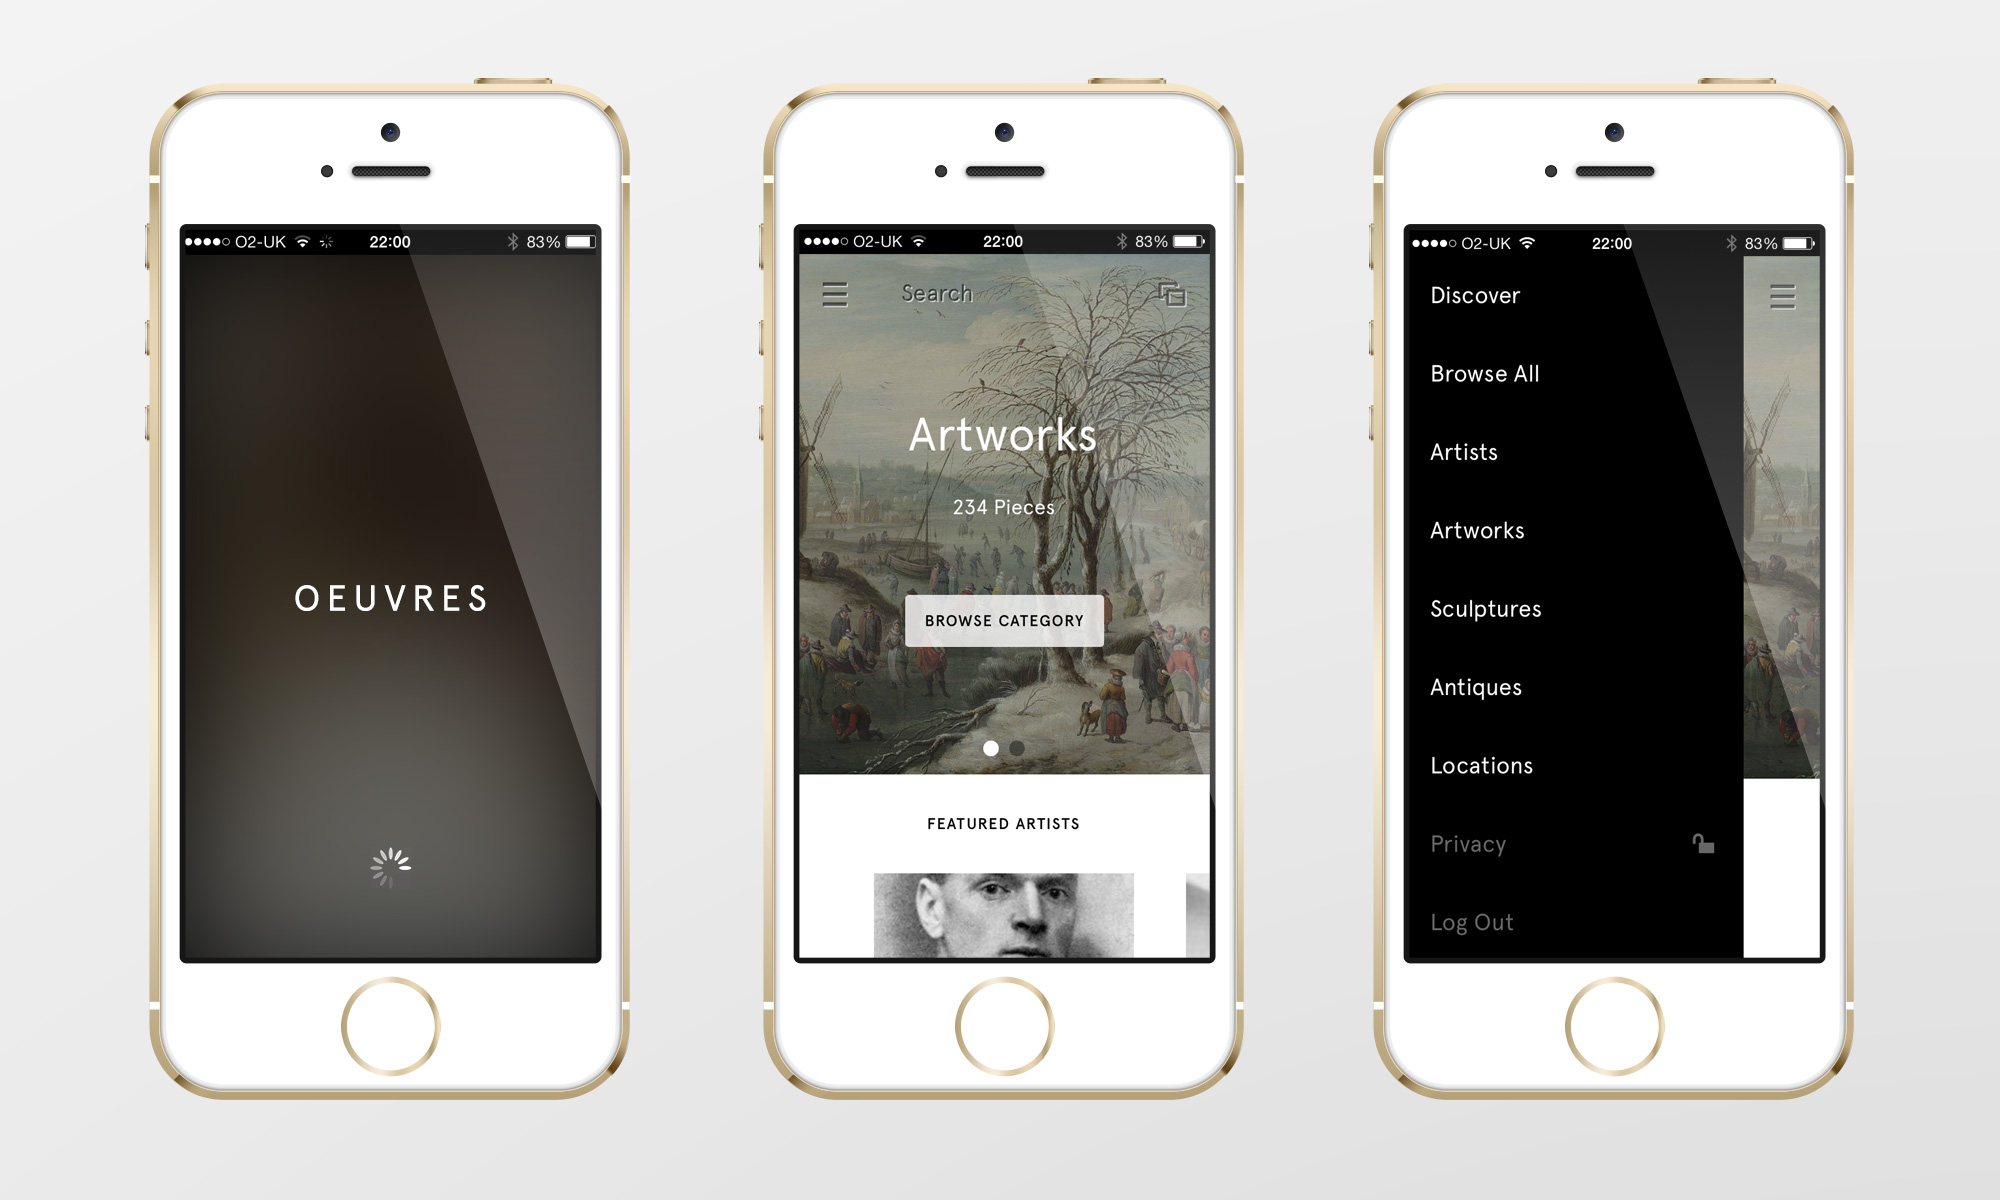 O2-UK 22:00 83%
OEUVRES
O2-UK 22:00 83%
Search
Artworks
234 Pieces
BROWSE CATEGORY
FEATURED ARTISTS
O2-UK 22:00 83%
Discover
Browse All
Artists
Artworks
Sculptures
Antiques
Locations
Privacy
Log Out